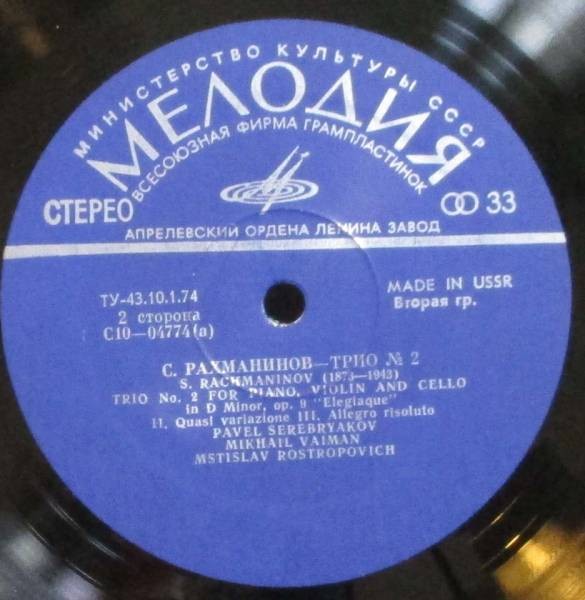 МИНИСТЕРСТВО КУЛЬТУРЫ СССР
МЕЛОДИЯ
ВСЕСОЮЗНАЯ ФИРМА ГРАМПЛАСТИНОК
СТЕРЕО
33
АПРЕЛЕВСКИЙ ОРДЕНА ЛЕНИНА ЗАВОД
ТУ-43.10.1.74
2 сторона
С10—04774(а)
MADE IN USSR
Вторая гр.
С. РАХМАНИНОВ—ТРИО № 2
S. RACHMANINOV (1873—1943)
TRIO No. 2 FOR PIANO, VIOLIN AND CELLO
in D Minor, op. 9 "Elegiaque"
II. Quasi variazione III. Allegro risoluto
PAVEL SEREBRYAKOV
MIKHAIL VAIMAN
MSTISLAV ROSTROPOVICH